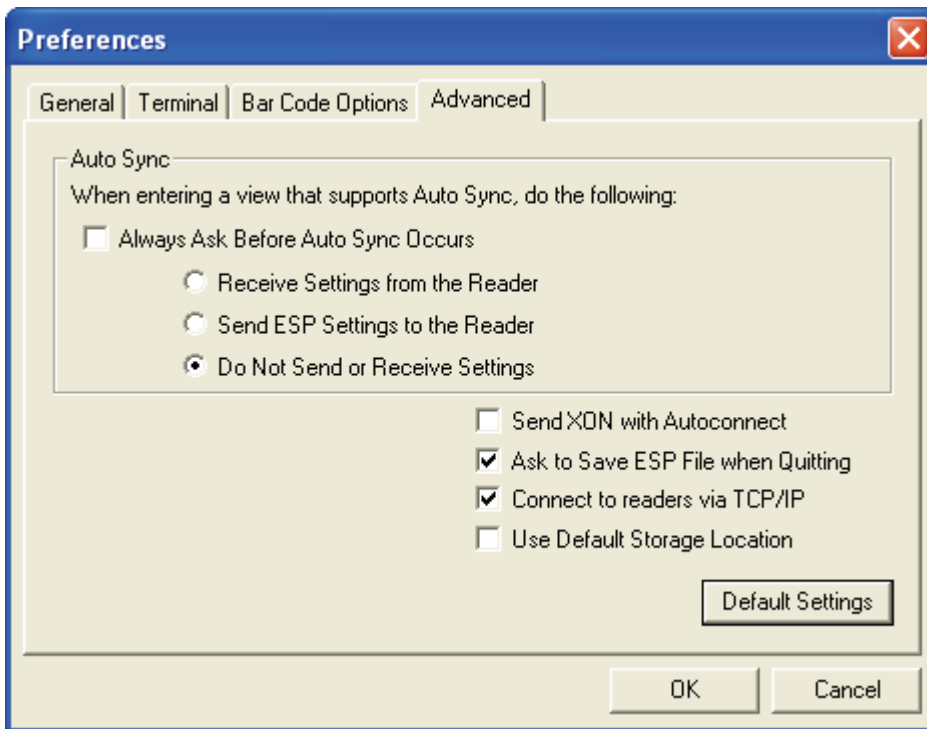 Preferences
General Terminal Bar Code Options Advanced
Auto Sync
When entering a view that supports Auto Sync, do the following:
Always Ask Before Auto Sync Occurs
Receive Settings from the Reader
Send ESP Settings to the Reader
Do Not Send or Receive Settings
Send XON with Autoconnect
Ask to Save ESP File when Quitting
Connect to readers via TCP/IP
Use Default Storage Location
Default Settings
OK Cancel